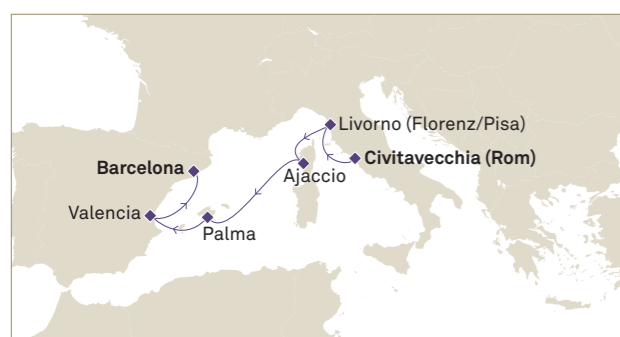 Livorno (Florenz/Pisa)
Civitavecchia (Rom)
Barcelona
Ajaccio
Valencia
Palma